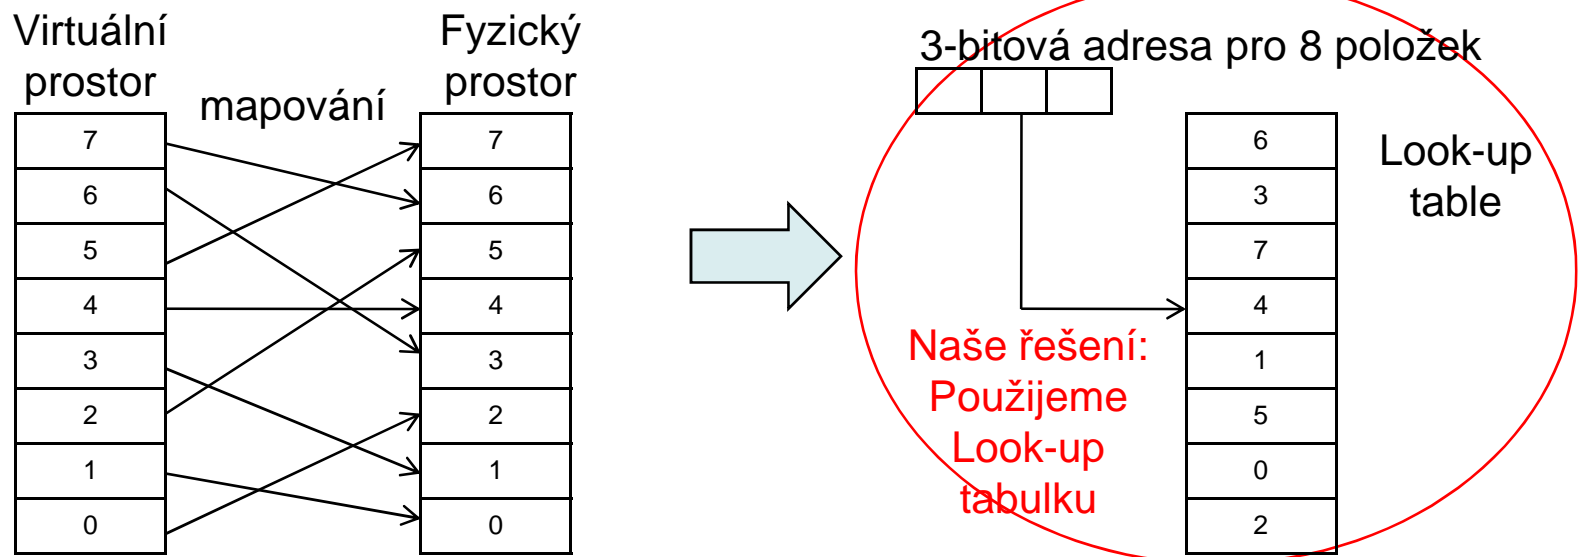 Virtuální
prostor
mapování
Fyzický
prostor
7
6
5
4
3
2
1
0
7
6
5
4
3
2
1
0
3-bitová adresa pro 8 položek
6
3
7
4
1
5
0
2
Look-up
table
Naše řešení:
Použijeme
Look-up
tabulku